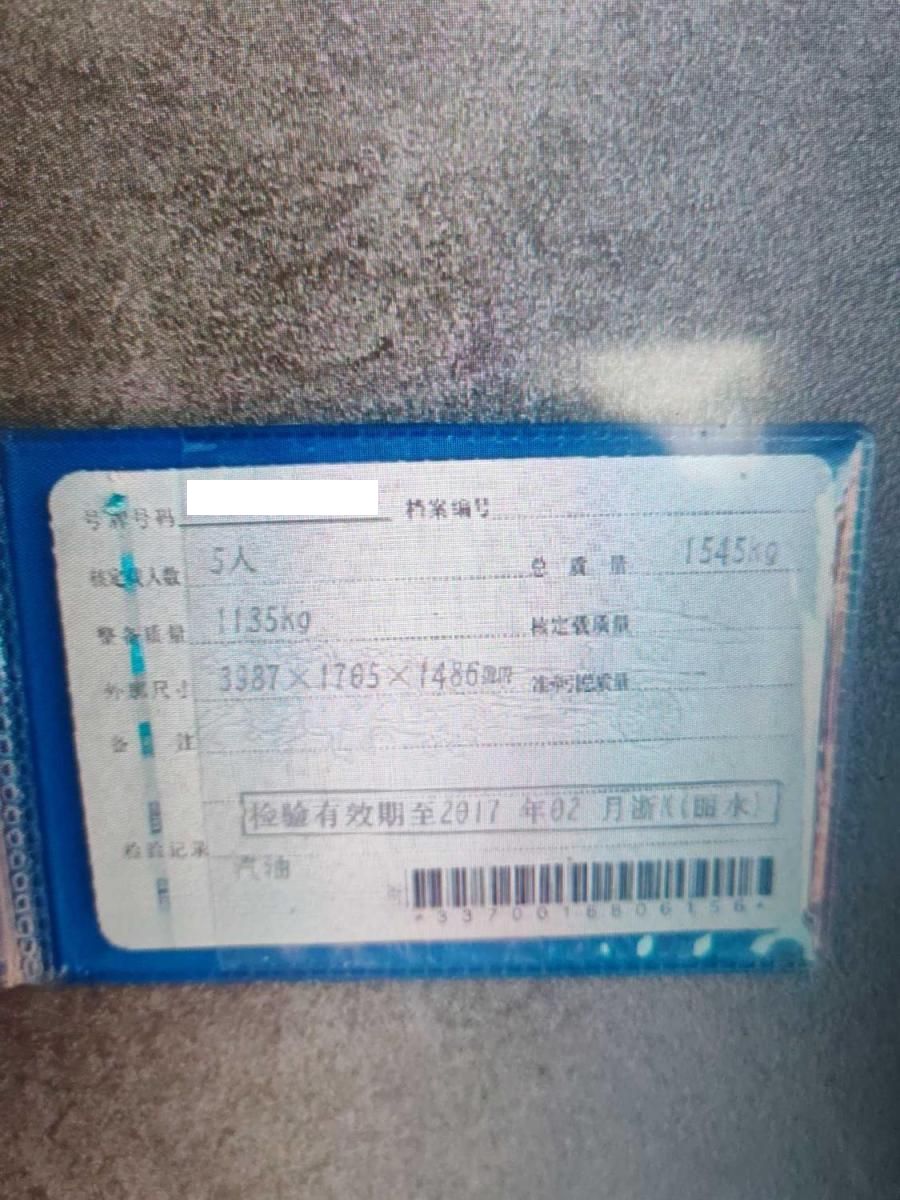 号牌号码 档案编号
核定载人数 5人 总质量 1545kg
整备质量 1135kg 核定载质量
外廓尺寸 3987×1705×1486mm 准牵引总质量
备注
检验有效期至2017年02月浙K(丽水)
检验记录
汽油
*3370016806156*